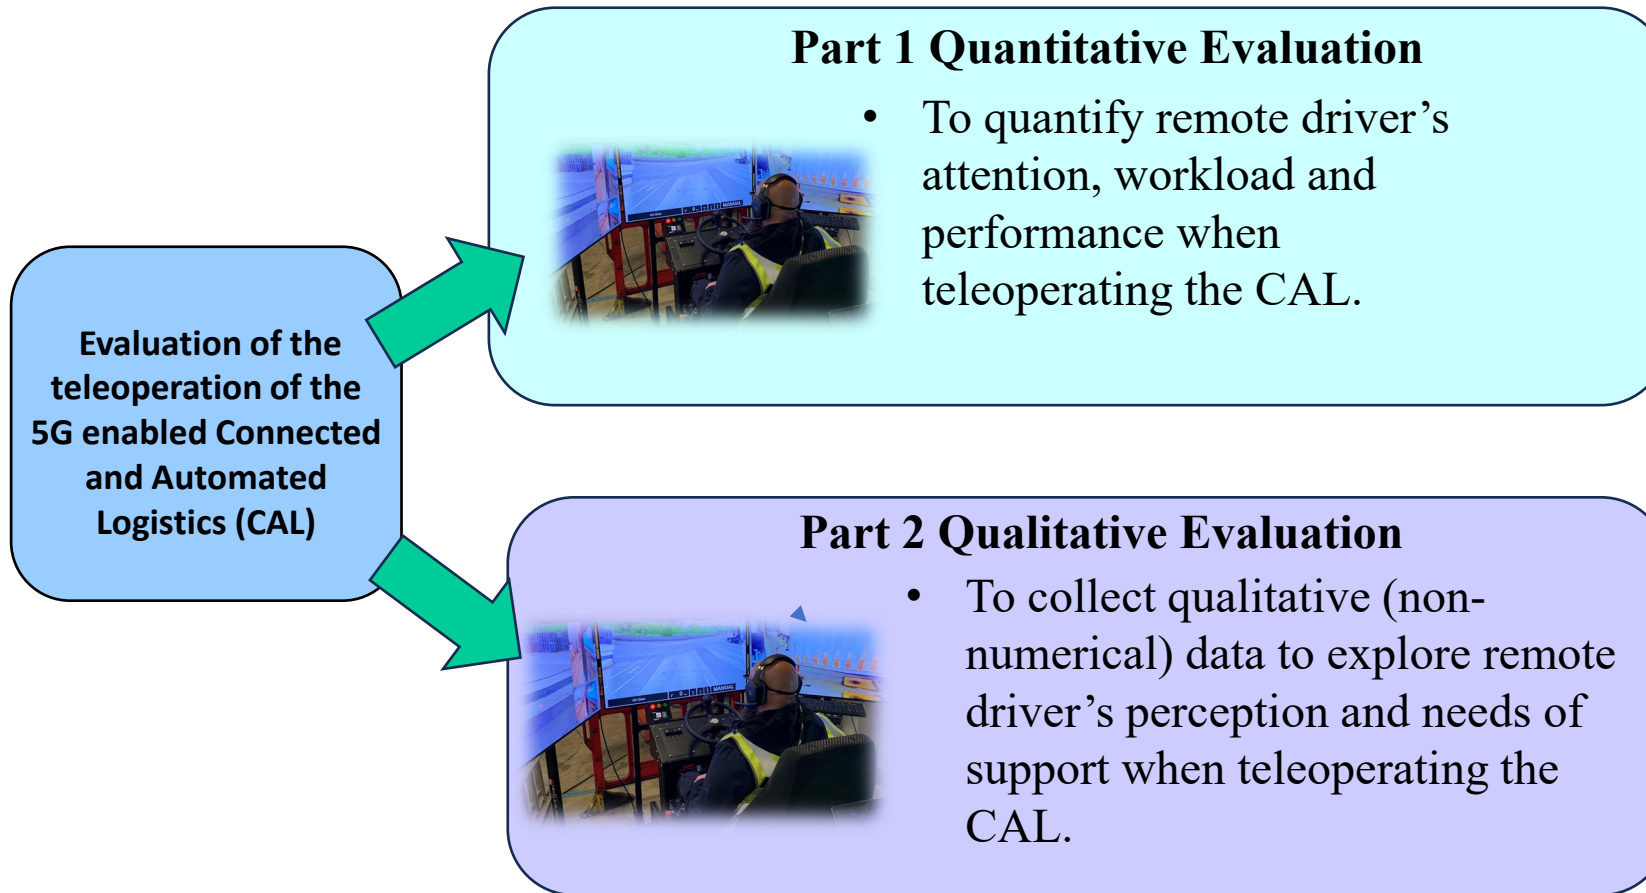 Part 1 Quantitative Evaluation
• To quantify remote driver’s
attention, workload and
performance when
teleoperating the CAL.
Evaluation of the
teleoperation of the
5G enabled Connected
and Automated
Logistics (CAL)
Part 2 Qualitative Evaluation
• To collect qualitative (non-
numerical) data to explore remote
driver’s perception and needs of
support when teleoperating the
CAL.
MANUAL
MANUAL